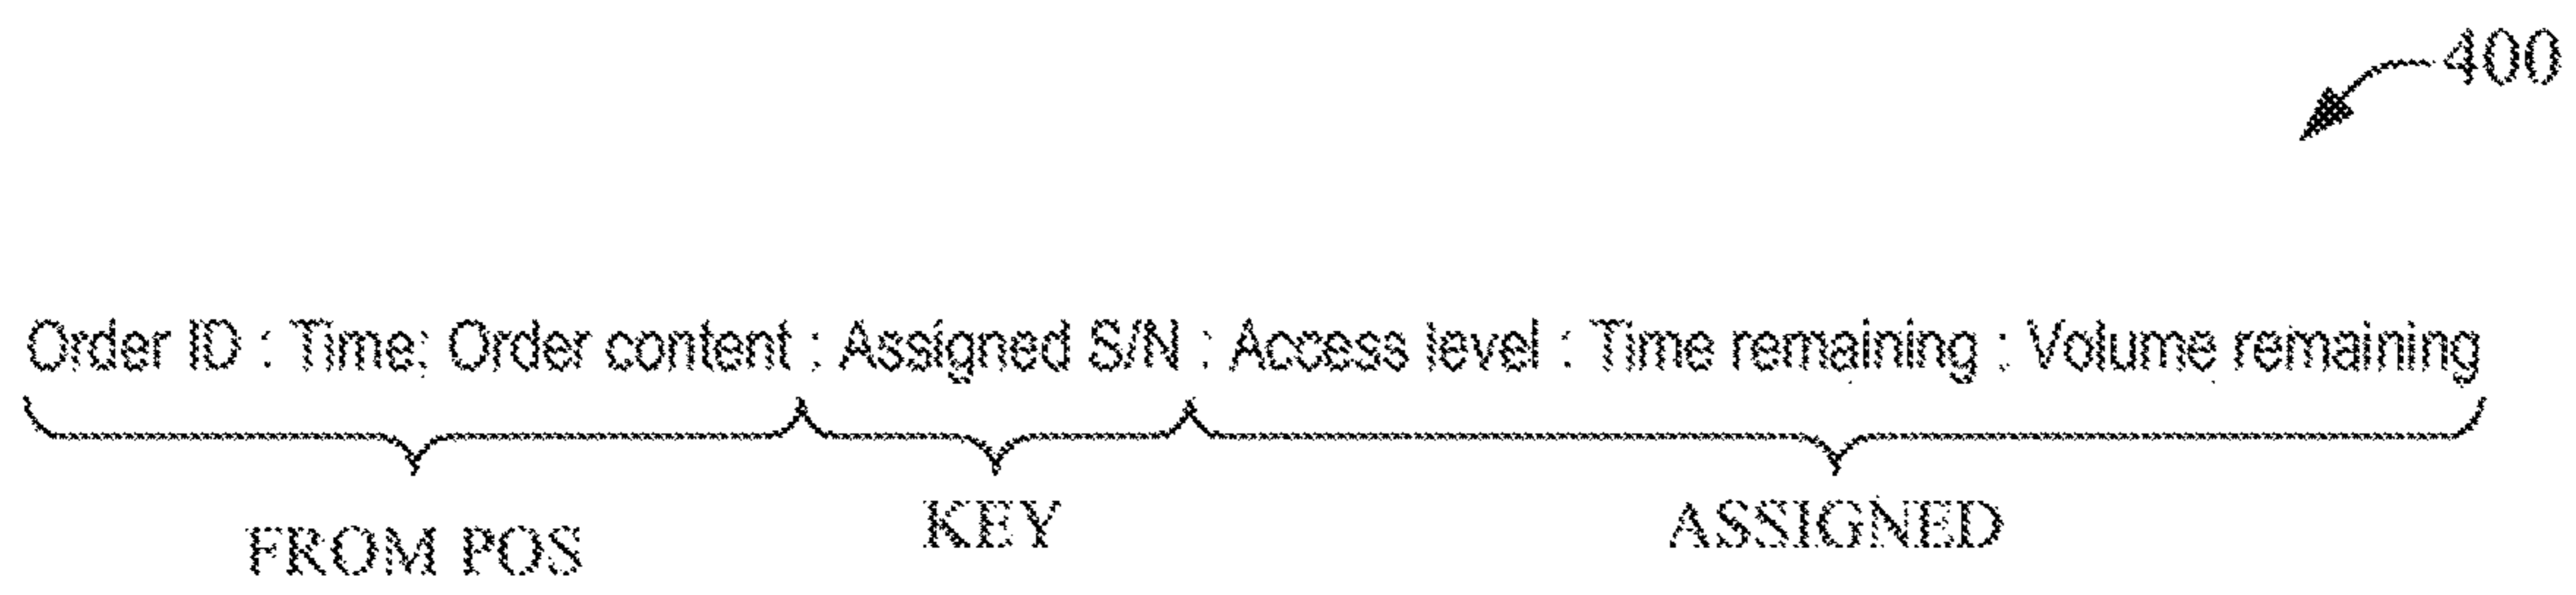 400
Order ID : Time: Order content : Assigned S/N : Access level : Time remaining : Volume remaining
FROM POS KEY ASSIGNED